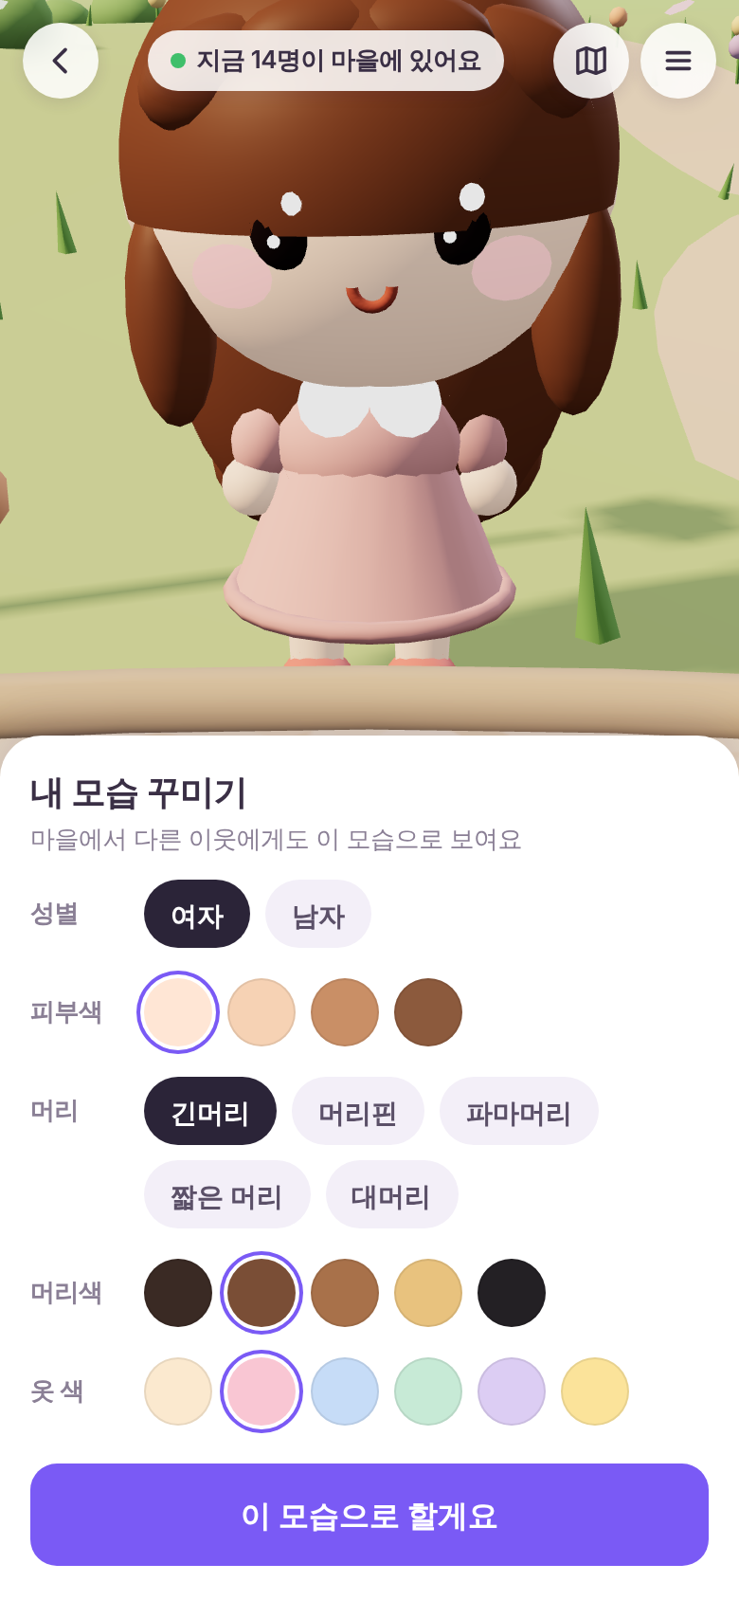 지금 14명이 마을에 있어요
내 모습 꾸미기
마을에서 다른 이웃에게도 이 모습으로 보여요
성별
여자
남자
피부색
머리
긴머리
머리핀
파마머리
짧은 머리
대머리
머리색
옷 색
이 모습으로 할게요